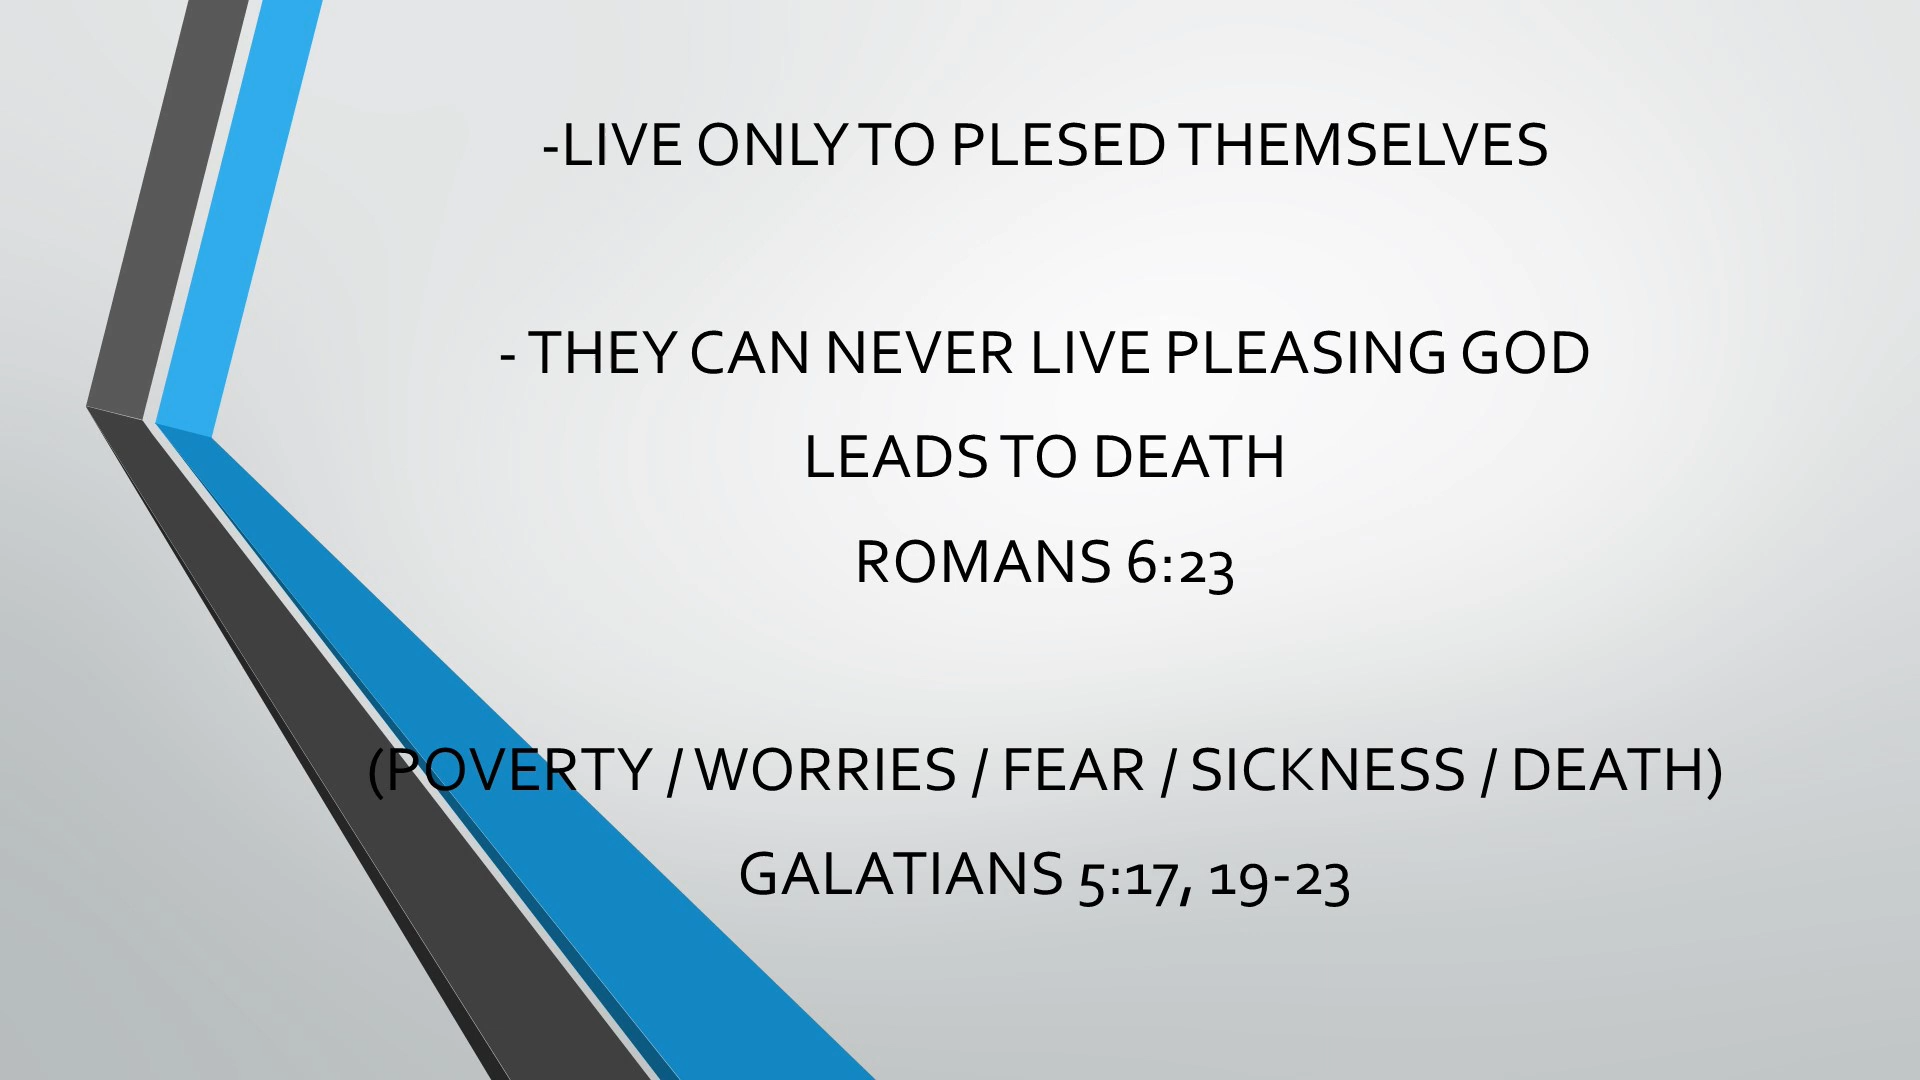 -LIVE ONLY TO PLESED THEMSELVES
- THEY CAN NEVER LIVE PLEASING GOD
LEADS TO DEATH
ROMANS 6:23
(POVERTY / WORRIES / FEAR / SICKNESS / DEATH)
GALATIANS 5:17, 19-23